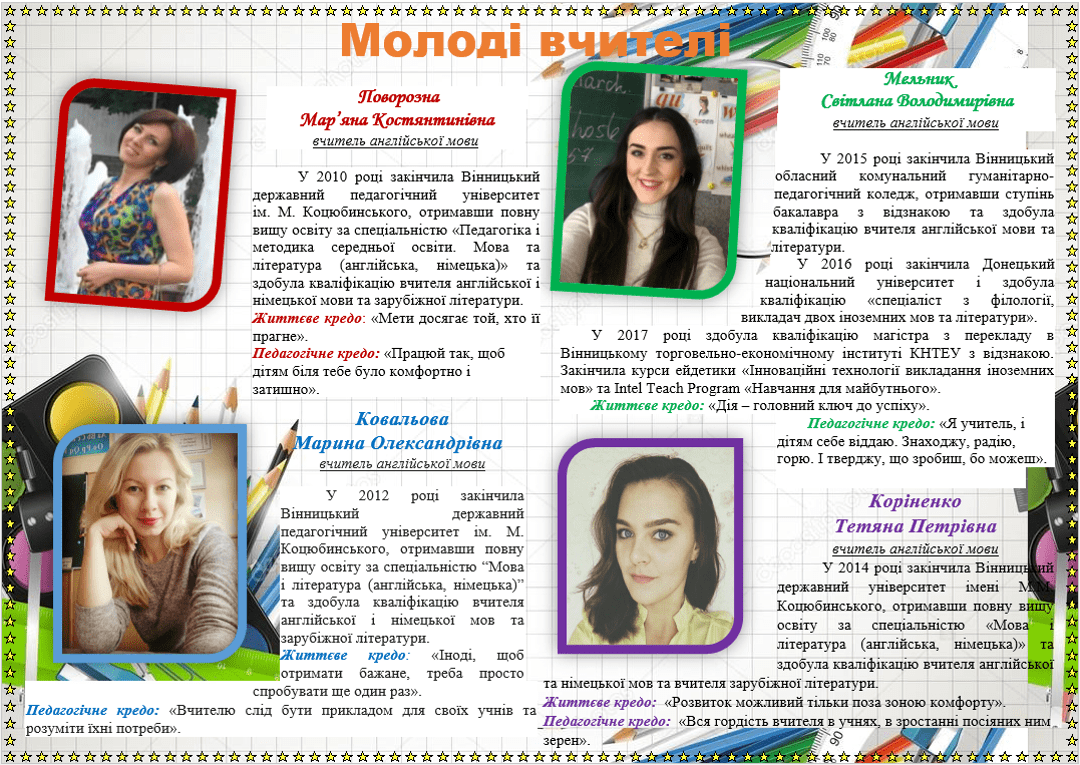 Молоді вчителі
Поворозна
Мар’яна Костянтинівна
вчитель англійської мови
У 2010 році закінчила Вінницький
державний педагогічний університет
ім. М. Коцюбинського, отримавши повну
вищу освіту за спеціальністю «Педагогіка і
методика середньої освіти. Мова та
література (англійська, німецька)» та
здобула кваліфікацію вчителя англійської і
німецької мови та зарубіжної літератури.
Життєве кредо: «Мети досягає той, хто її
прагне».
Педагогічне кредо: «Працюй так, щоб
дітям біля тебе було комфортно і
затишно».
Мельник
Світлана Володимирівна
вчитель англійської мови
У 2015 році закінчила Вінницький
обласний комунальний гуманітарно-
педагогічний коледж, отримавши ступінь
бакалавра з відзнакою та здобула
кваліфікацію вчителя англійської мови та
літератури.
У 2016 році закінчила Донецький
національний університет і здобула
кваліфікацію «спеціаліст з філології,
викладач двох іноземних мов та літератури».
У 2017 році здобула кваліфікацію магістра з перекладу в
Вінницькому торговельно-економічному інституті КНТЕУ з відзнакою.
Закінчила курси ейдетики «Інноваційні технології викладання іноземних
мов» та Intel Teach Program «Навчання для майбутнього».
Життєве кредо: «Дія – головний ключ до успіху».
Педагогічне кредо: «Я учитель, і
дітям себе віддаю. Знаходжу, радію,
горю. І тверджу, що зробиш, бо можеш».
Ковальова
Марина Олександрівна
вчитель англійської мови
У 2012 році закінчила
Вінницький державний
педагогічний університет ім. М.
Коцюбинського, отримавши повну
вищу освіту за спеціальністю “Мова
і література (англійська, німецька)”
та здобула кваліфікацію вчителя
англійської і німецької мов та
зарубіжної літератури.
Життєве кредо: «Іноді, щоб
отримати бажане, треба просто
спробувати ще один раз».
Педагогічне кредо: «Вчителю слід бути прикладом для своїх учнів та
розуміти їхні потреби».
Коріненко
Тетяна Петрівна
вчитель англійської мови
У 2014 році закінчила Вінницький
державний університет імені М.М.
Коцюбинського, отримавши повну вищу
освіту за спеціальністю «Мова і
література (англійська, німецька)» та
здобула кваліфікацію вчителя англійської
та німецької мови та вчителя зарубіжної літератури.
Життєве кредо: «Розвиток можливий тільки поза зоною комфорту».
Педагогічне кредо: «Вся гордість вчителя в учнях, в зростанні посіяних ним
зерен».